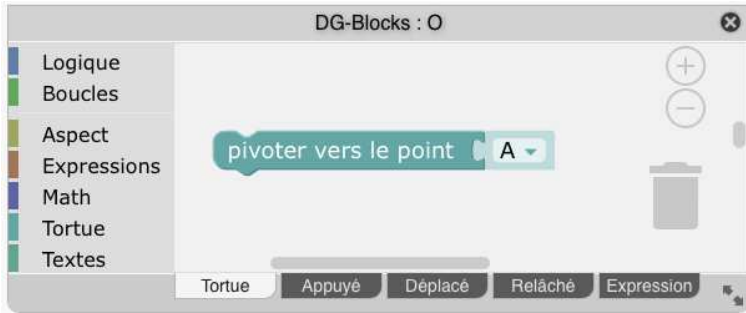 DG-Blocks : O
Logique
Boucles
Aspect
Expressions
Math
Tortue
Textes
pivoter vers le point A
Tortue Appuyé Déplacé Relâché Expression